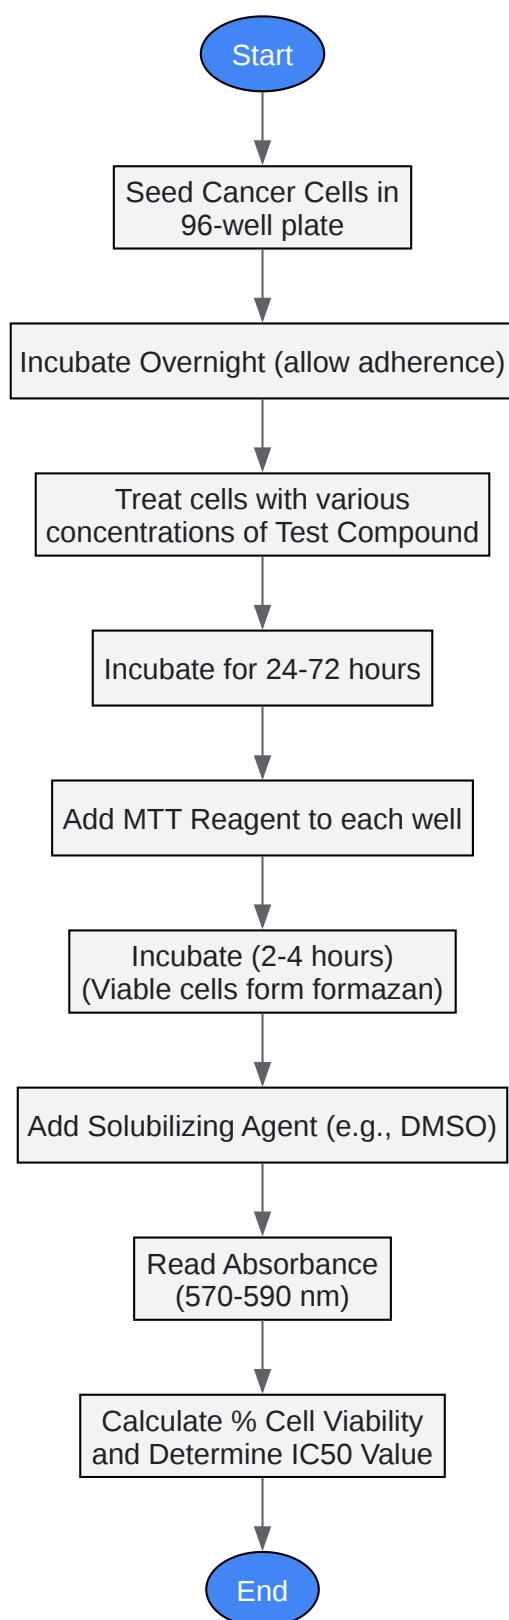 Start
Seed Cancer Cells in
96-well plate
Incubate Overnight (allow adherence)
Treat cells with various
concentrations of Test Compound
Incubate for 24-72 hours
Add MTT Reagent to each well
Incubate (2-4 hours)
(Viable cells form formazan)
Add Solubilizing Agent (e.g., DMSO)
Read Absorbance
(570-590 nm)
Calculate % Cell Viability
and Determine IC50 Value
End